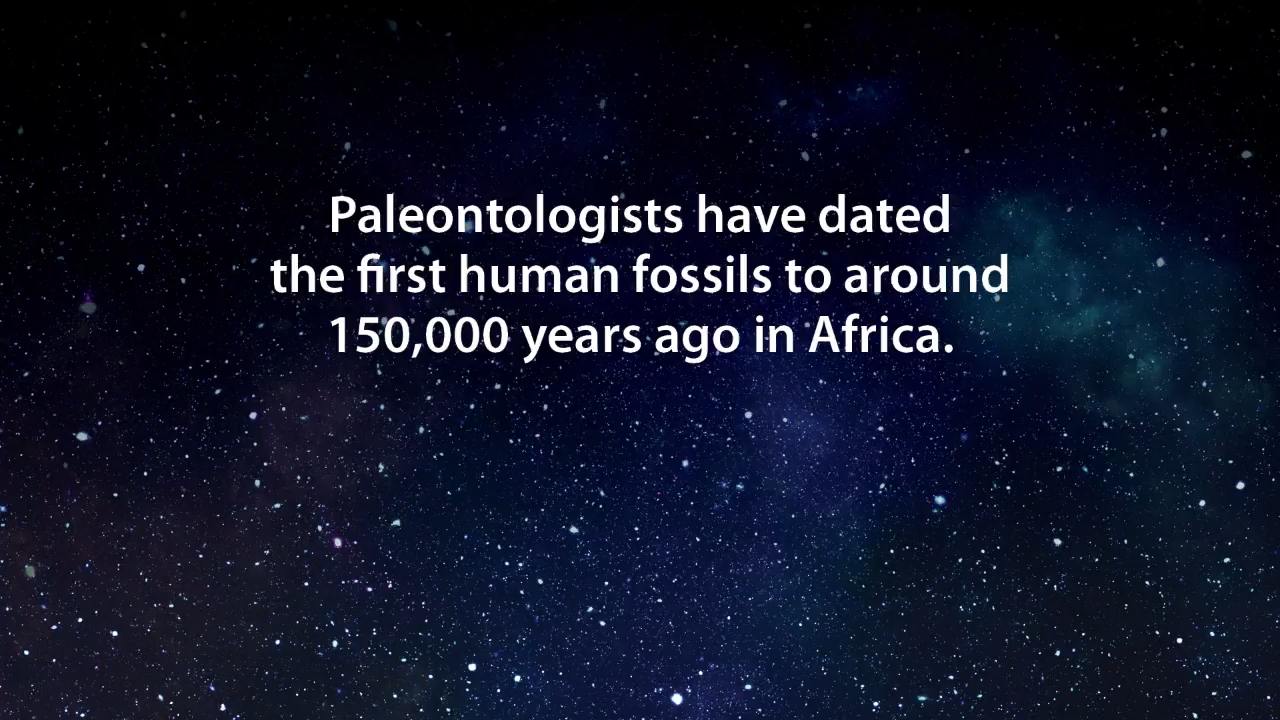 Paleontologists have dated
the first human fossils to around
150,000 years ago in Africa.